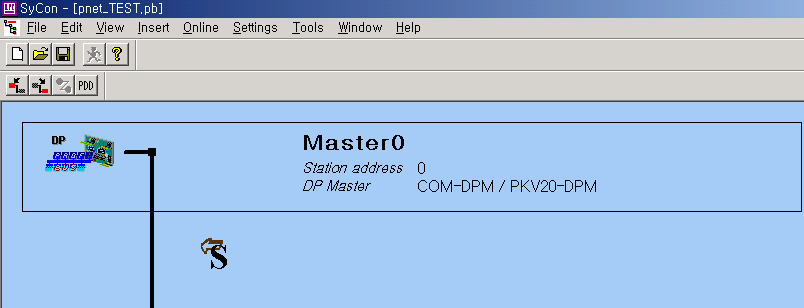 SyCon - [pnet_TEST.pb]
File Edit View Insert Online Settings Tools Window Help
PDD
DP
Master0
Station address 0
DP Master COM-DPM / PKV20-DPM
S